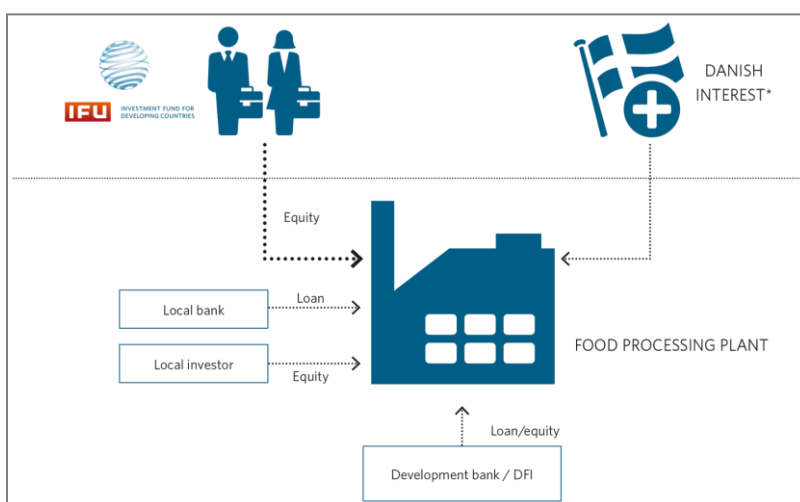 IFU
INVESTMENT FUND FOR
DEVELOPING COUNTRIES
DANISH
INTEREST*
Equity
Local bank
Loan
Local investor
Equity
FOOD PROCESSING PLANT
Loan/equity
Development bank / DFI